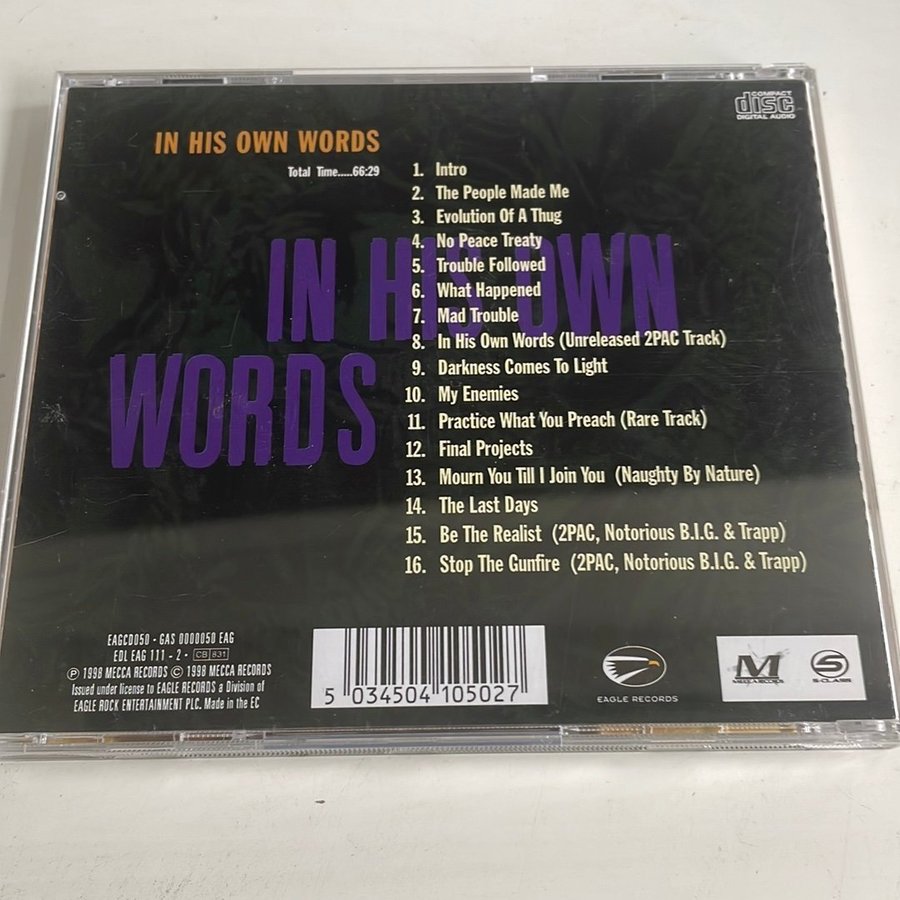 COMPACT
disc
DIGITAL AUDIO
IN HIS OWN WORDS
Total Time.....66:29
1. Intro
2. The People Made Me
3. Evolution Of A Thug
4. No Peace Treaty
5. Trouble Followed
6. What Happened
7. Mad Trouble
8. In His Own Words (Unreleased 2PAC Track)
9. Darkness Comes To Light
10. My Enemies
11. Practice What You Preach (Rare Track)
12. Final Projects
13. Mourn You Till I Join You (Naughty By Nature)
14. The Last Days
15. Be The Realist (2PAC, Notorious B.I.G. & Trapp)
16. Stop The Gunfire (2PAC, Notorious B.I.G. & Trapp)
IN HIS OWN
WORDS
EAGCD050 - GAS 0000050 EAG
EDL EAG 111 - 2 · CB 831
Ⓟ 1998 MECCA RECORDS © 1998 MECCA RECORDS
Issued under license to EAGLE RECORDS a Division of
EAGLE ROCK ENTERTAINMENT PLC. Made in the EC
5 034504 105027
EAGLE RECORDS
M
MECCA RECORDS
S
S-CLASS